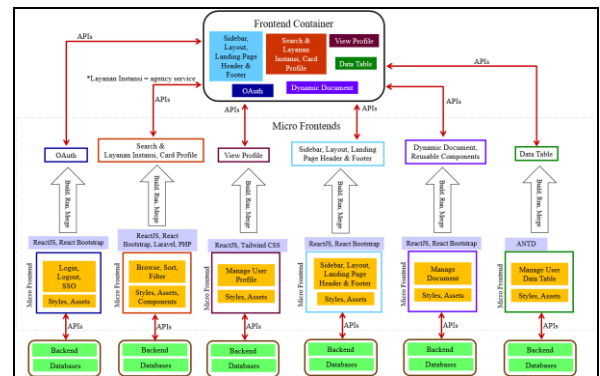 Frontend Container
Sidebar,
Layout,
Landing Page
Header &
Footer
Search &
Layanan
Instansi, Card
Profile
View Profile
Data Table
OAuth
Dynamic Document
APIs
APIs
*Layanan Instansi = agency service
APIs
APIs
APIs
APIs
Micro Frontends
OAuth
Search &
Layanan Instansi, Card Profile
View Profile
Sidebar, Layout, Landing
Page Header & Footer
Dynamic Document,
Reusable Components
Data Table
Build, Run, Merge
Build, Run, Merge
Build, Run, Merge
Build, Run, Merge
Build, Run, Merge
Build, Run, Merge
ReactJS, React Bootstrap
ReactJS, React
Bootstrap, Laravel, PHP
ReactJS, Tailwind CSS
ReactJS, React Bootstrap
ReactJS, React Bootstrap
ANTD
Micro Frontend
Login,
Logout,
SSO
Styles, Assets
Micro Frontend
Browse, Sort,
Filter
Styles, Assets,
Components
Micro Frontend
Manage User
Profile
Styles, Assets
Micro Frontend
Sidebar, Layout,
Landing Page
Header & Footer
Styles, Assets
Micro Frontend
Manage
Document
Styles, Assets
Micro Frontend
Manage User
Data Table
Styles, Assets
APIs
APIs
APIs
APIs
APIs
APIs
Backend
Databases
Backend
Databases
Backend
Databases
Backend
Databases
Backend
Databases
Backend
Databases